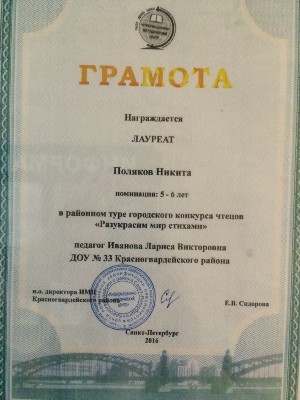 ГРАМОТА
Награждается
ЛАУРЕАТ
Поляков Никита
номинация: 5 - 6 лет
в районном туре городского конкурса чтецов
«Разукрасим мир стихами»
педагог Иванова Лариса Викторовна
ДОУ № 33 Красногвардейского района
и.о. директора ИМЦ
Красногвардейского района
Е.В. Сидорова
Санкт-Петербург
2016